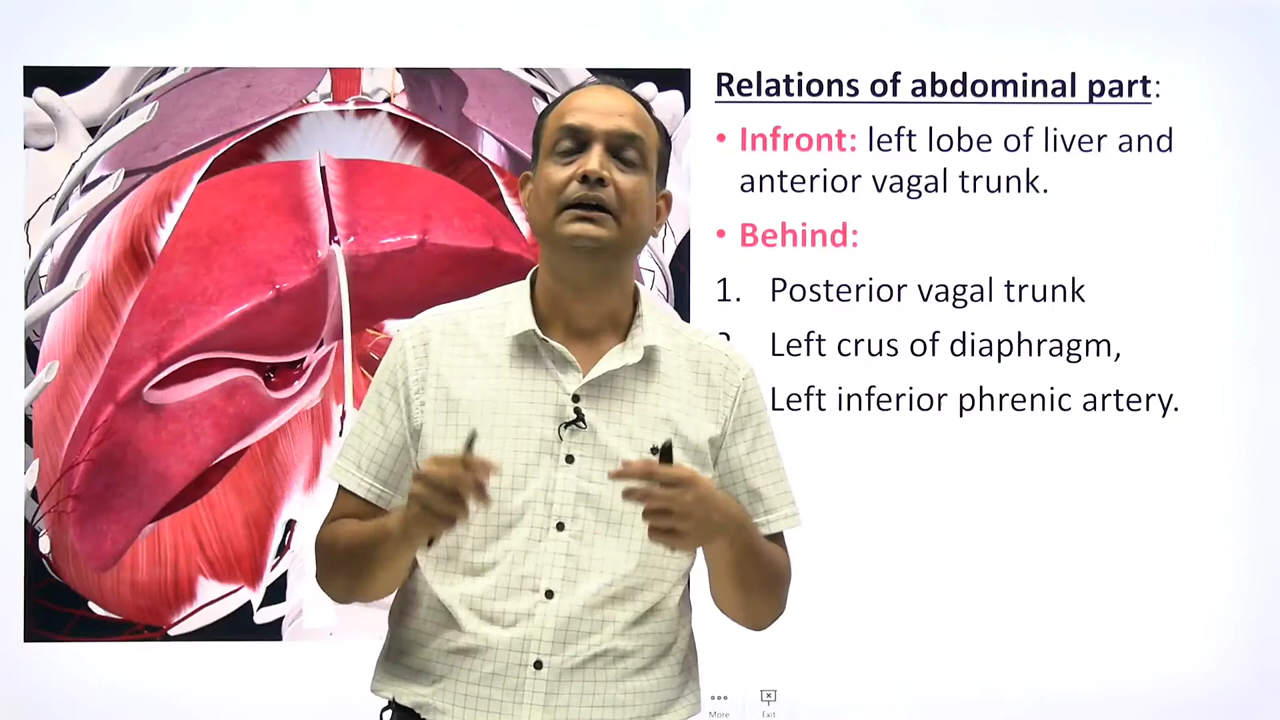 Relations of abdominal part:
• Infront: left lobe of liver and
anterior vagal trunk.
• Behind:
1. Posterior vagal trunk
Left crus of diaphragm,
Left inferior phrenic artery.
More
Exit